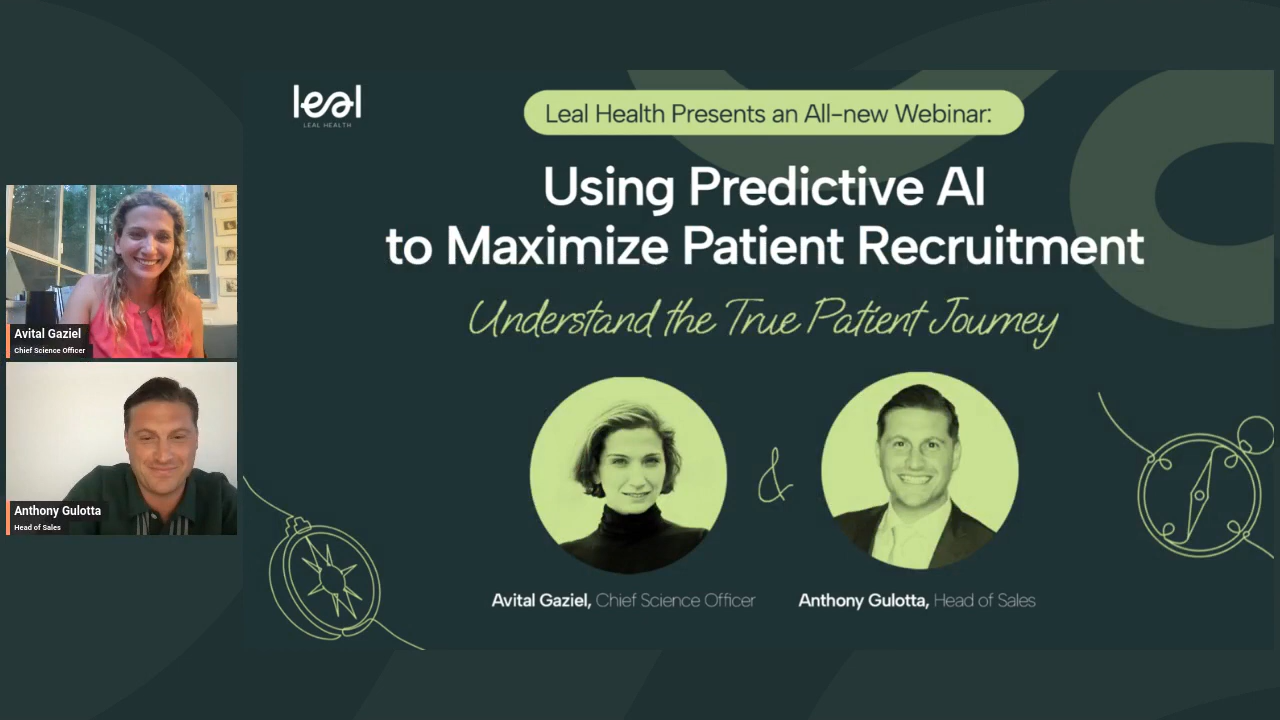 leal
LEAL HEALTH
Leal Health Presents an All-new Webinar:
Using Predictive AI
to Maximize Patient Recruitment
Understand the True Patient Journey
&
Avital Gaziel, Chief Science Officer
Anthony Gulotta, Head of Sales
Avital Gaziel
Chief Science Officer
Anthony Gulotta
Head of Sales